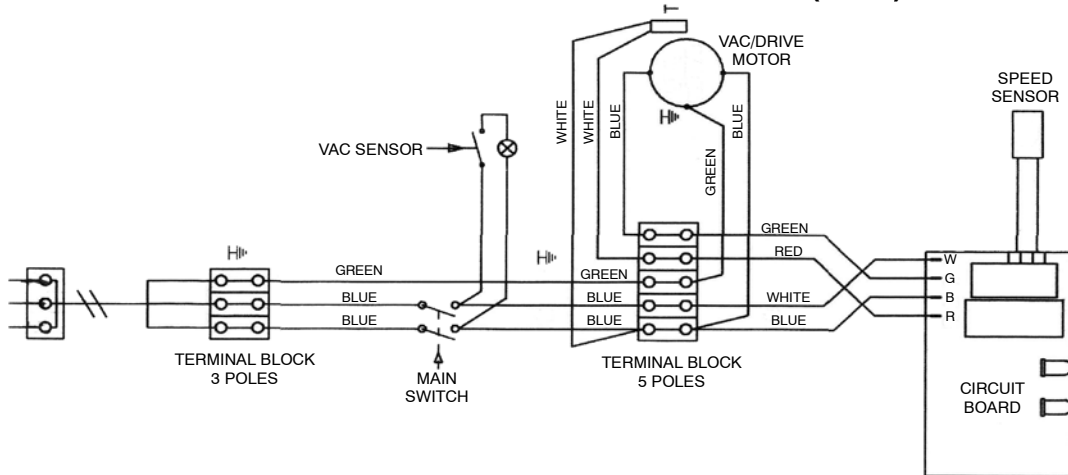 T
VAC/DRIVE
MOTOR
SPEED
SENSOR
WHITE
WHITE
BLUE
BLUE
GREEN
VAC SENSOR
GREEN
RED
GREEN
GREEN
BLUE
BLUE
WHITE
BLUE
BLUE
BLUE
W
G
B
R
TERMINAL BLOCK
3 POLES
MAIN
SWITCH
TERMINAL BLOCK
5 POLES
CIRCUIT
BOARD